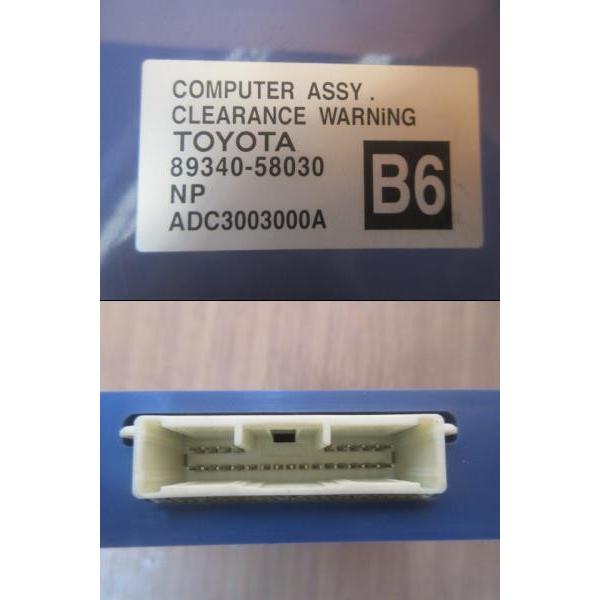 COMPUTER ASSY.
CLEARANCE WARNiNG
TOYOTA
89340-58030
NP
ADC3003000A
B6